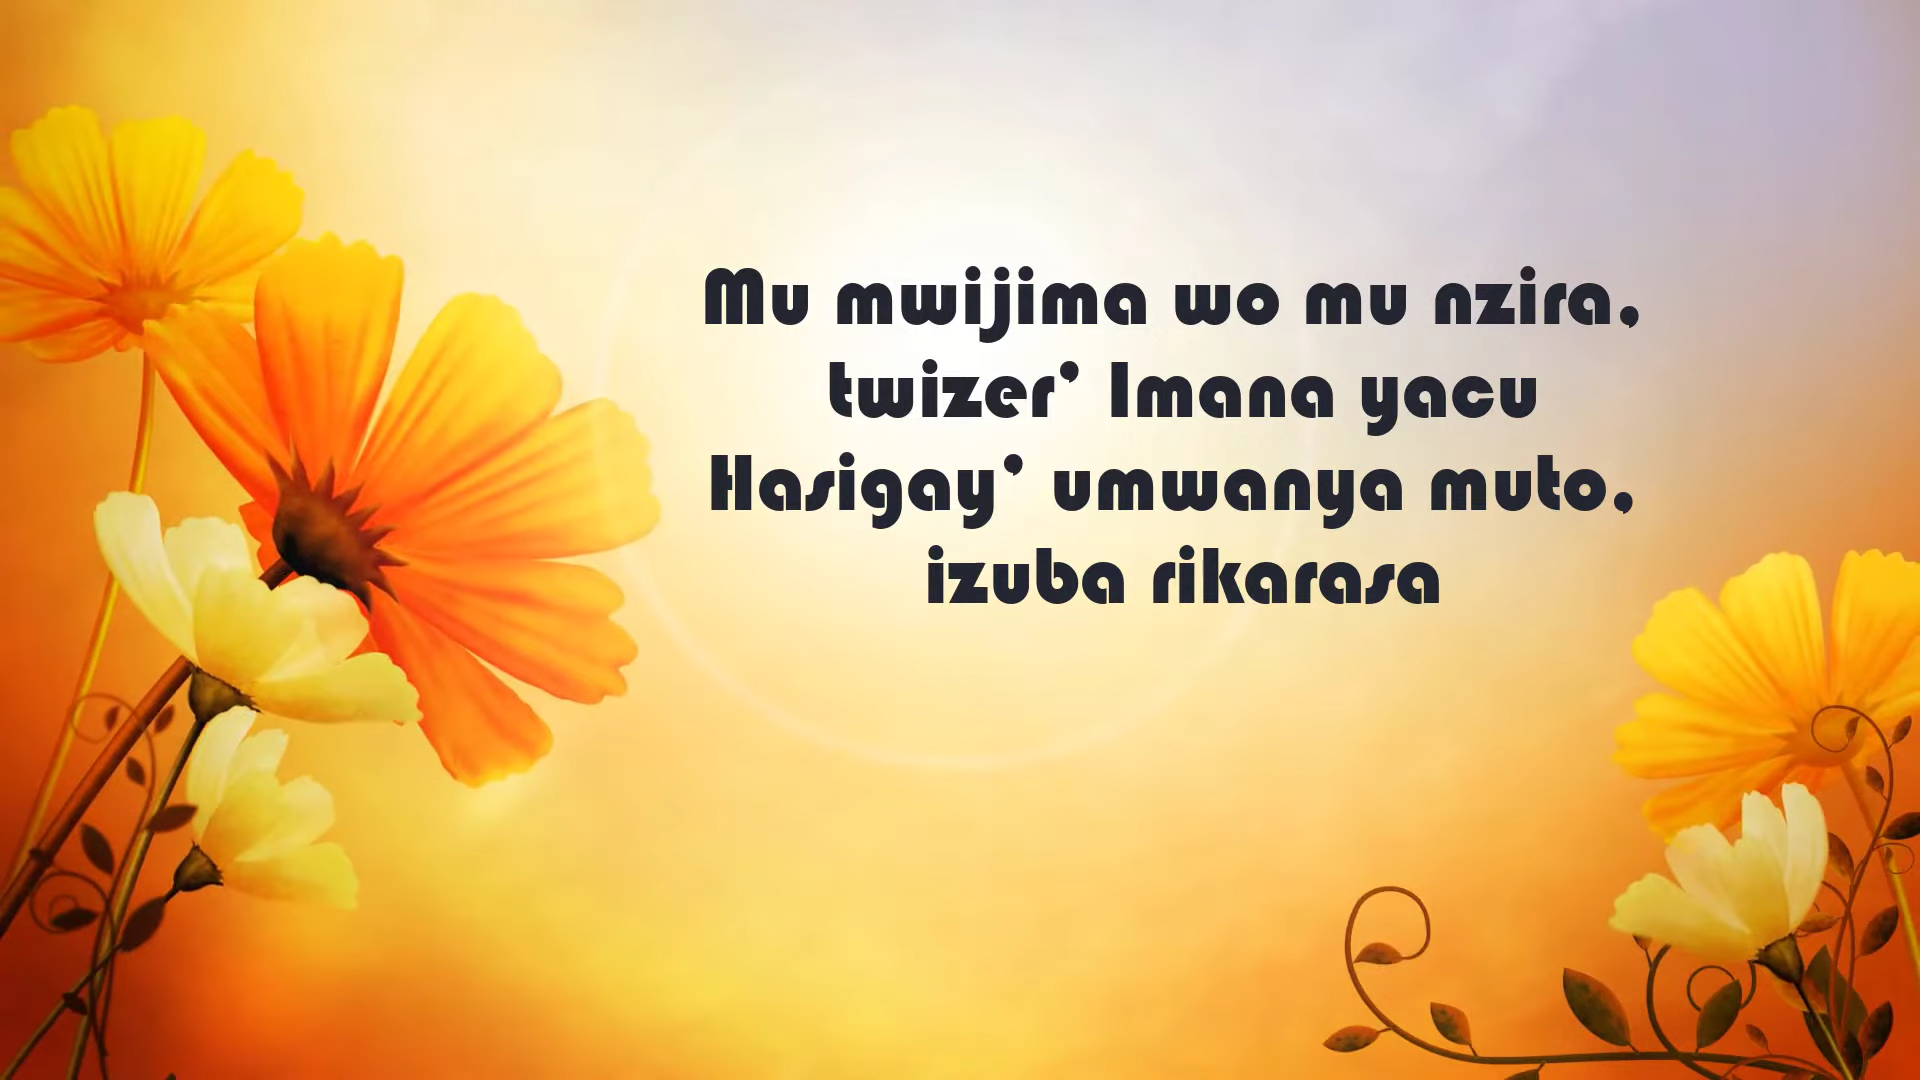 Mu mwijima wo mu nzira,
twizer’ Imana yacu
Hasigay’ umwanya muto,
izuba rikarasa